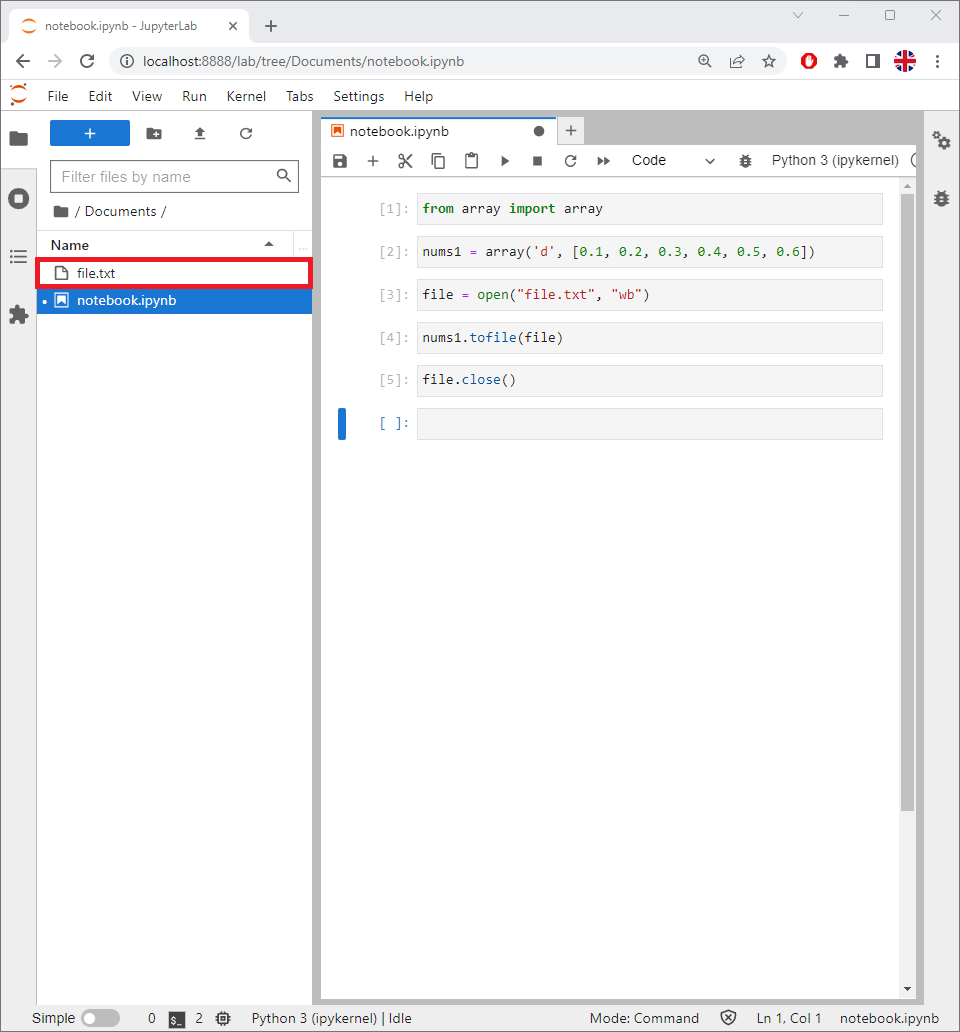 notebook.ipynb - JupyterLab
localhost:8888/lab/tree/Documents/notebook.ipynb
File Edit View Run Kernel Tabs Settings Help
Filter files by name
/ Documents /
Name
...
file.txt
notebook.ipynb
notebook.ipynb
Code
Python 3 (ipykernel)
[1]: from array import array
[2]: nums1 = array('d', [0.1, 0.2, 0.3, 0.4, 0.5, 0.6])
[3]: file = open("file.txt", "wb")
[4]: nums1.tofile(file)
[5]: file.close()
[ ]:
Simple 0 $_ 2 Python 3 (ipykernel) | Idle Mode: Command Ln 1, Col 1 notebook.ipynb